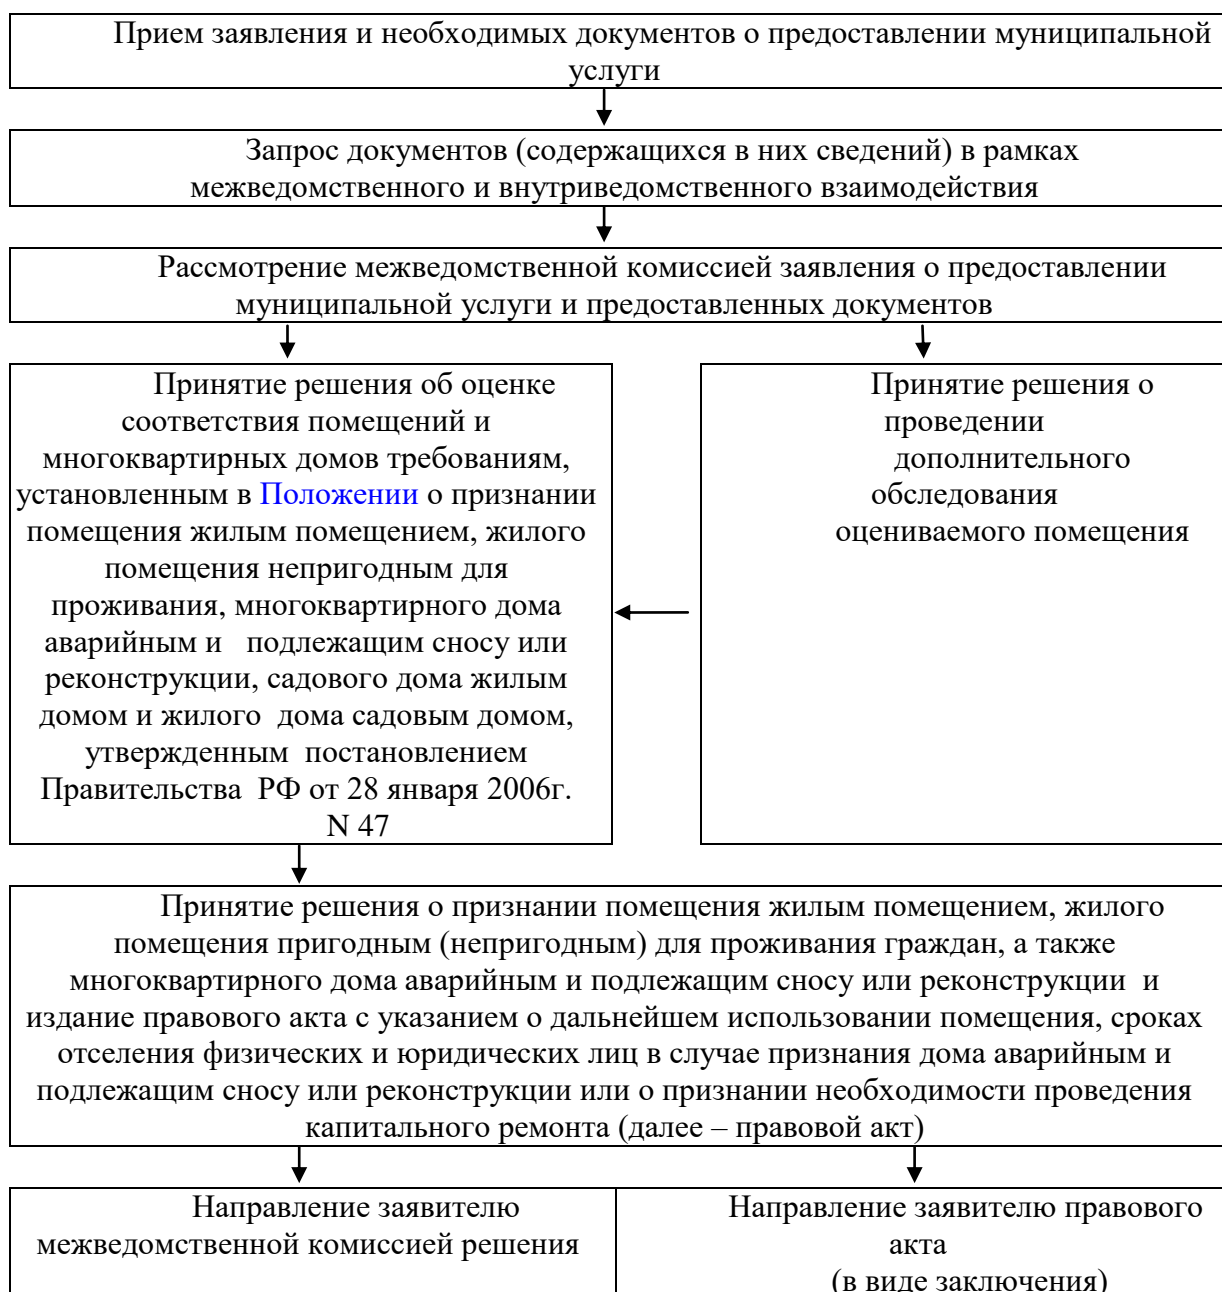 Прием заявления и необходимых документов о предоставлении муниципальной
услуги
Запрос документов (содержащихся в них сведений) в рамках
межведомственного и внутриведомственного взаимодействия
Рассмотрение межведомственной комиссией заявления о предоставлении
муниципальной услуги и предоставленных документов
Принятие решения об оценке
соответствия помещений и
многоквартирных домов требованиям,
установленным в Положении о признании
помещения жилым помещением, жилого
помещения непригодным для
проживания, многоквартирного дома
аварийным и подлежащим сносу или
реконструкции, садового дома жилым
домом и жилого дома садовым домом,
утвержденным постановлением
Правительства РФ от 28 января 2006г.
N 47
Принятие решения о
проведении
дополнительного
обследования
оцениваемого помещения
Принятие решения о признании помещения жилым помещением, жилого
помещения пригодным (непригодным) для проживания граждан, а также
многоквартирного дома аварийным и подлежащим сносу или реконструкции и
издание правового акта с указанием о дальнейшем использовании помещения, сроках
отселения физических и юридических лиц в случае признания дома аварийным и
подлежащим сносу или реконструкции или о признании необходимости проведения
капитального ремонта (далее – правовой акт)
Направление заявителю
межведомственной комиссией решения
Направление заявителю правового
акта
(в виде заключения)